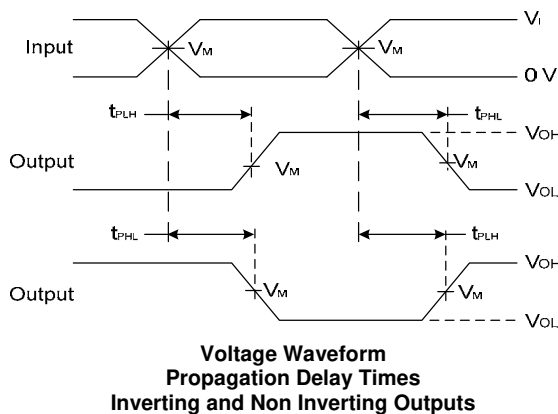 V_I
Input
V_M
V_M
0 V
t_PLH
t_PHL
V_OH
Output
V_M
V_M
V_OL
t_PHL
t_PLH
V_OH
Output
V_M
V_M
V_OL
Voltage Waveform
Propagation Delay Times
Inverting and Non Inverting Outputs